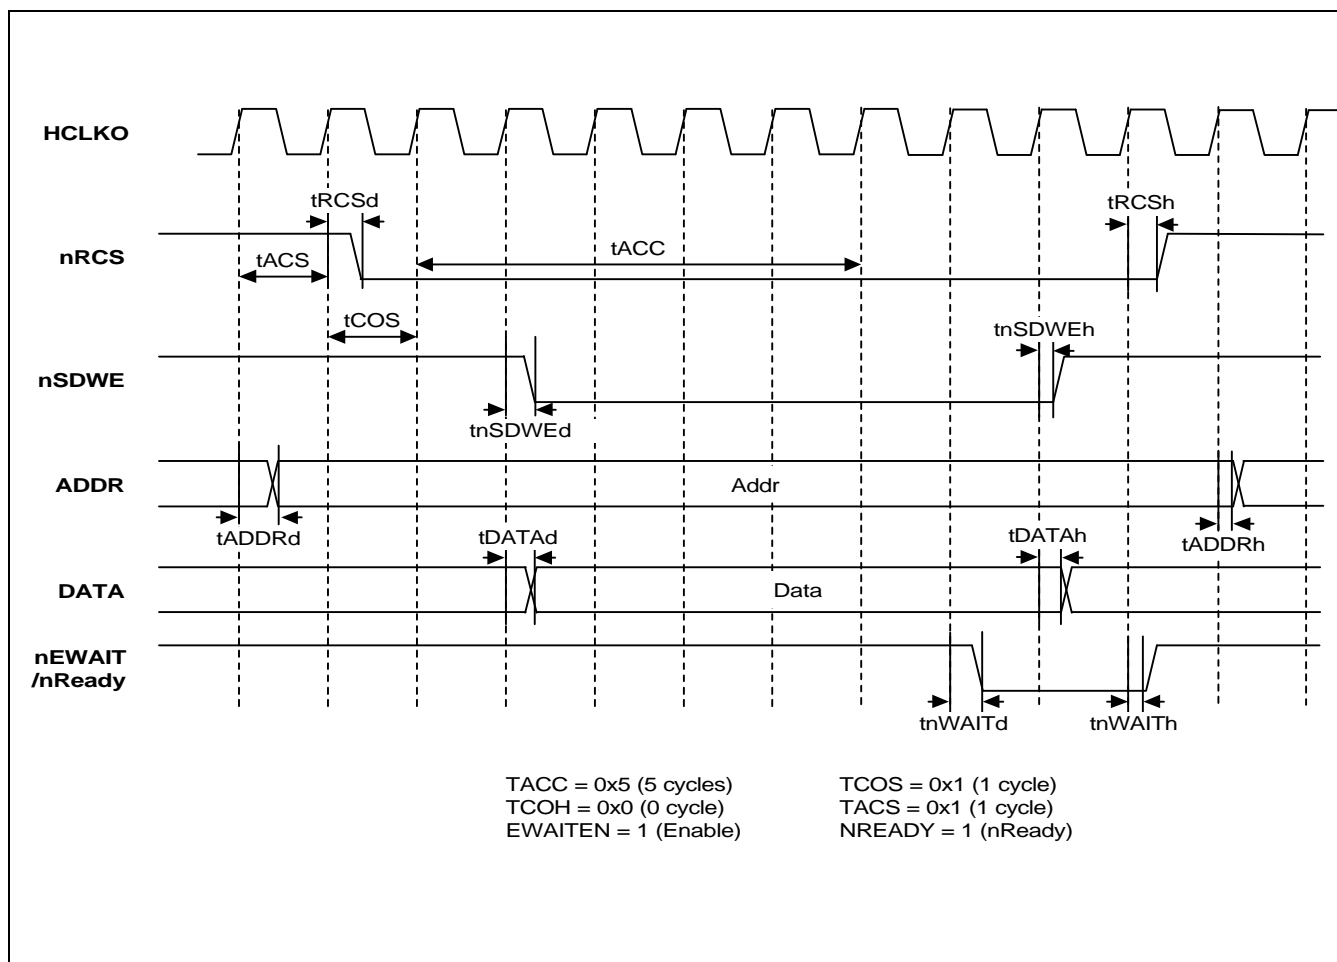 HCLKO
tRCSd
tRCSh
nRCS
tACS
tACC
tCOS
tnSDWEh
nSDWE
tnSDWEd
ADDR
Addr
tADDRd
tDATAd
tDATAh
tADDRh
DATA
Data
nEWAIT
/nReady
tnWAITd
tnWAITh
TACC = 0x5 (5 cycles)
TCOS = 0x1 (1 cycle)
TCOH = 0x0 (0 cycle)
TACS = 0x1 (1 cycle)
EWAITEN = 1 (Enable)
NREADY = 1 (nReady)